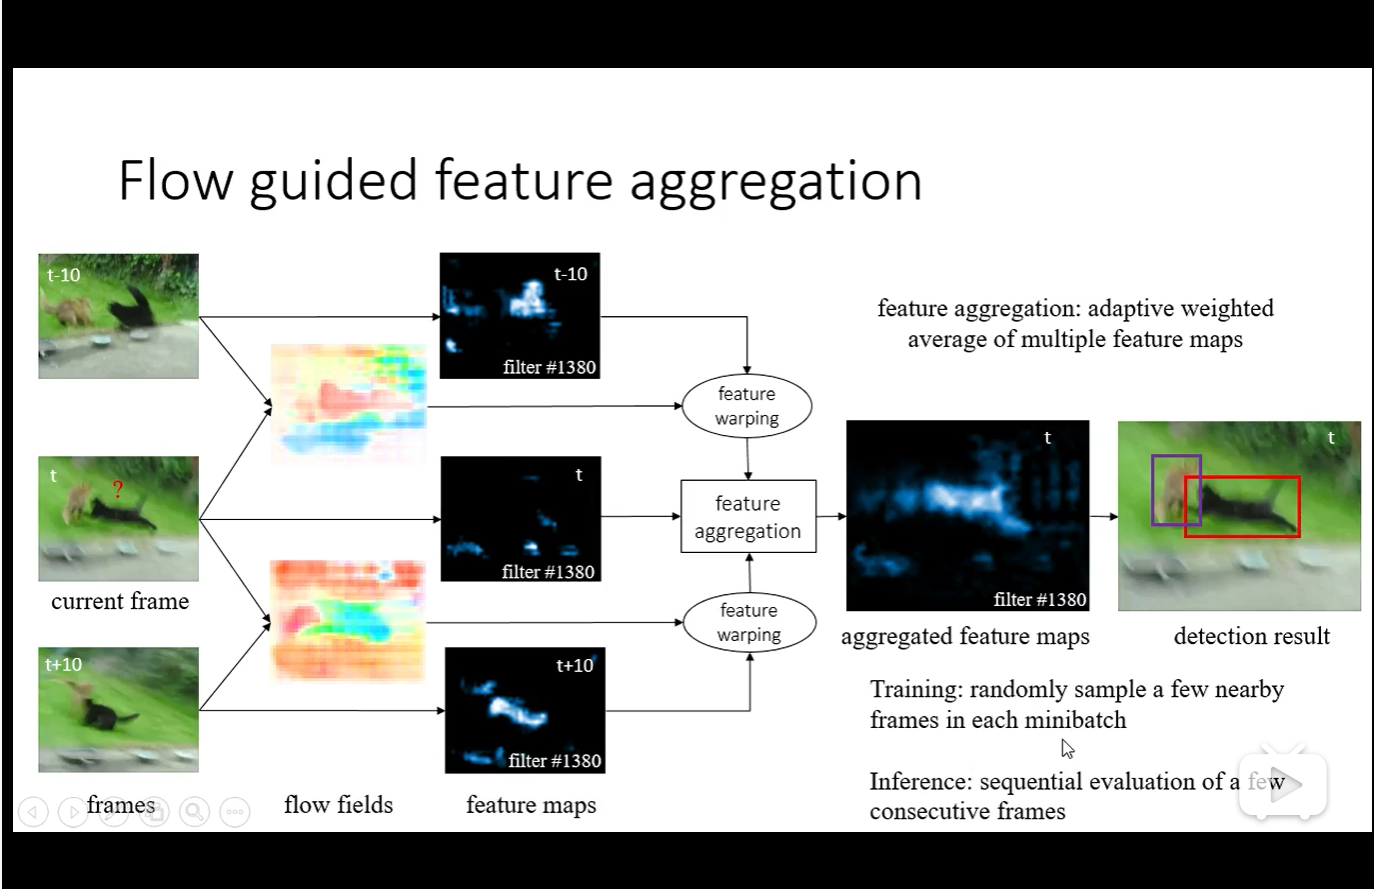 Flow guided feature aggregation
t-10
t-10
filter #1380
feature aggregation: adaptive weighted
average of multiple feature maps
feature
warping
t
?
current frame
t
filter #1380
feature
aggregation
t
filter #1380
aggregated feature maps
t
detection result
feature
warping
t+10
t+10
filter #1380
frames
flow fields
feature maps
Training: randomly sample a few nearby
frames in each minibatch
Inference: sequential evaluation of a few
consecutive frames